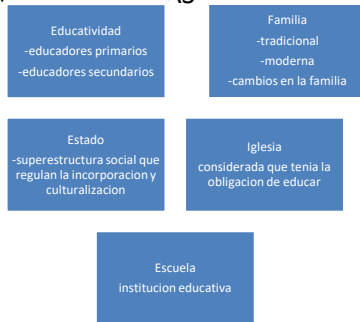 Educatividad
-educadores primarios
-educadores secundarios
Familia
-tradicional
-moderna
-cambios en la familia
Estado
-superestructura social que
regulan la incorporacion y
culturalizacion
Iglesia
considerada que tenia la
obligacion de educar
Escuela
institucion educativa